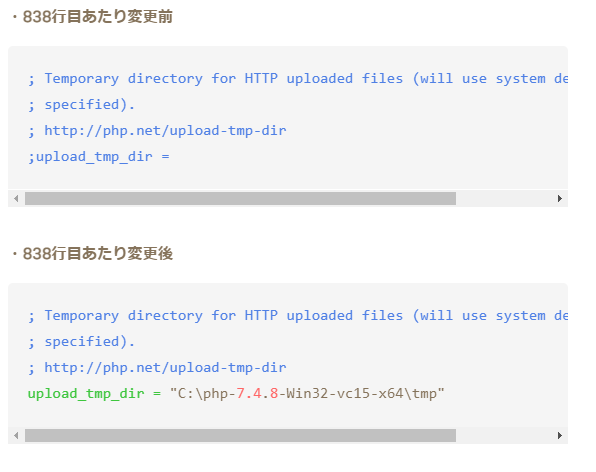 ・838行目あたり変更前
; Temporary directory for HTTP uploaded files (will use system de
; specified).
; http://php.net/upload-tmp-dir
;upload_tmp_dir =
・838行目あたり変更後
; Temporary directory for HTTP uploaded files (will use system de
; specified).
; http://php.net/upload-tmp-dir
upload_tmp_dir = "C:\php-7.4.8-Win32-vc15-x64\tmp"